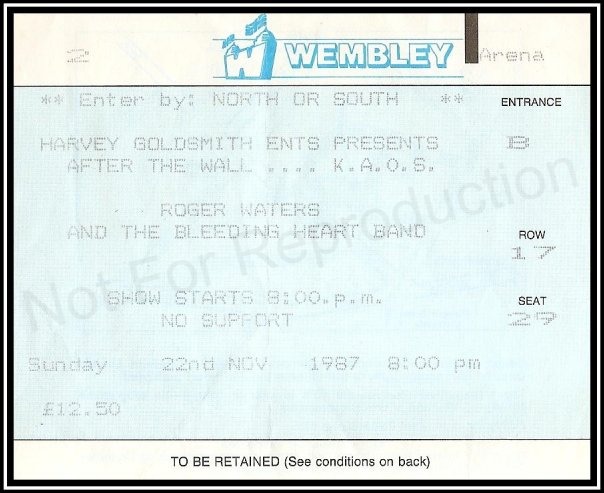 2 WEMBLEY Arena
** Enter by: NORTH OR SOUTH ** ENTRANCE
HARVEY GOLDSMITH ENTS PRESENTS B
AFTER THE WALL .... K.A.O.S.
ROGER WATERS
AND THE BLEEDING HEART BAND ROW
17
SHOW STARTS 8:00.p.m. SEAT
NO SUPPORT 29
Sunday 22nd NOV 1987 8:00 pm
£12.50
TO BE RETAINED (See conditions on back)
Not For Reproduction